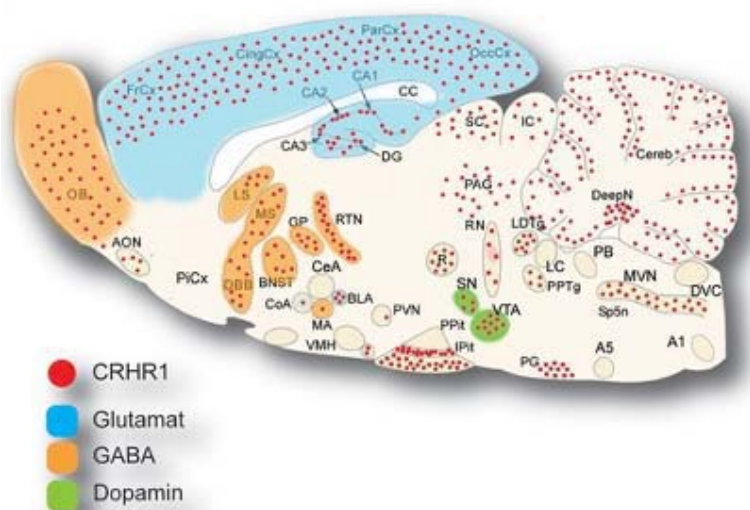 ParCx
CingCx
OccCx
FrCx
CA1
CA2
CC
SC
IC
CA3
DG
Cereb
PAG
OB
LS
DeepN
MS
GP
RTN
RN
LDTg
AON
R
LC
PB
PiCx
CeA
DBB
BNST
SN
PPTg
MVN
DVC
CoA
BLA
PVN
VTA
Sp5n
MA
PPit
VMH
IPit
PG
A5
A1
CRHR1
Glutamat
GABA
Dopamin